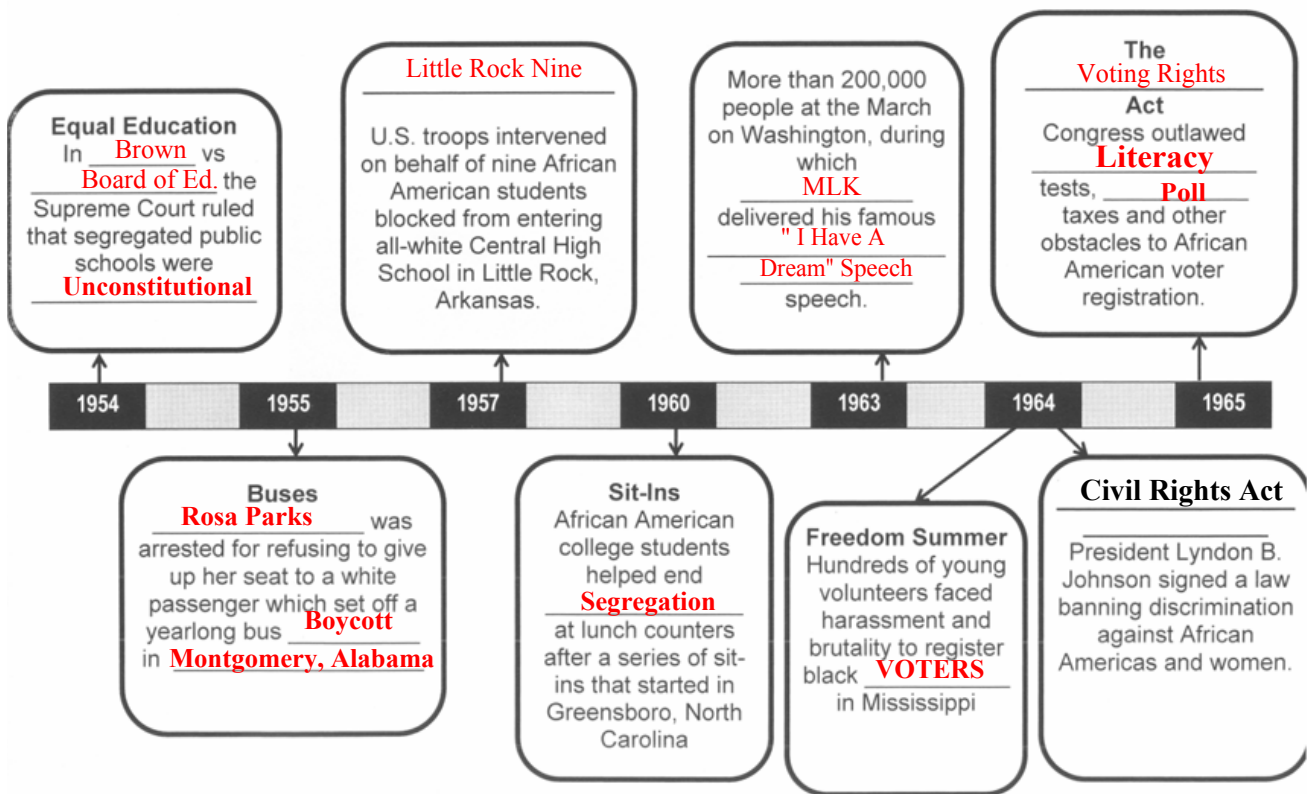 Equal Education
In Brown vs
Board of Ed. the
Supreme Court ruled
that segregated public
schools were
Unconstitutional
Little Rock Nine
U.S. troops intervened
on behalf of nine African
American students
blocked from entering
all-white Central High
School in Little Rock,
Arkansas.
More than 200,000
people at the March
on Washington, during
which
MLK
delivered his famous
" I Have A
Dream" Speech
speech.
The
Voting Rights
Act
Congress outlawed
Literacy
tests, Poll
taxes and other
obstacles to African
American voter
registration.
1954 1955 1957 1960 1963 1964 1965
Buses
Rosa Parks was
arrested for refusing to give
up her seat to a white
passenger which set off a
yearlong bus Boycott
in Montgomery, Alabama
Sit-Ins
African American
college students
helped end
Segregation
at lunch counters
after a series of sit-
ins that started in
Greensboro, North
Carolina
Freedom Summer
Hundreds of young
volunteers faced
harassment and
brutality to register
black VOTERS
in Mississippi
Civil Rights Act
President Lyndon B.
Johnson signed a law
banning discrimination
against African
Americas and women.